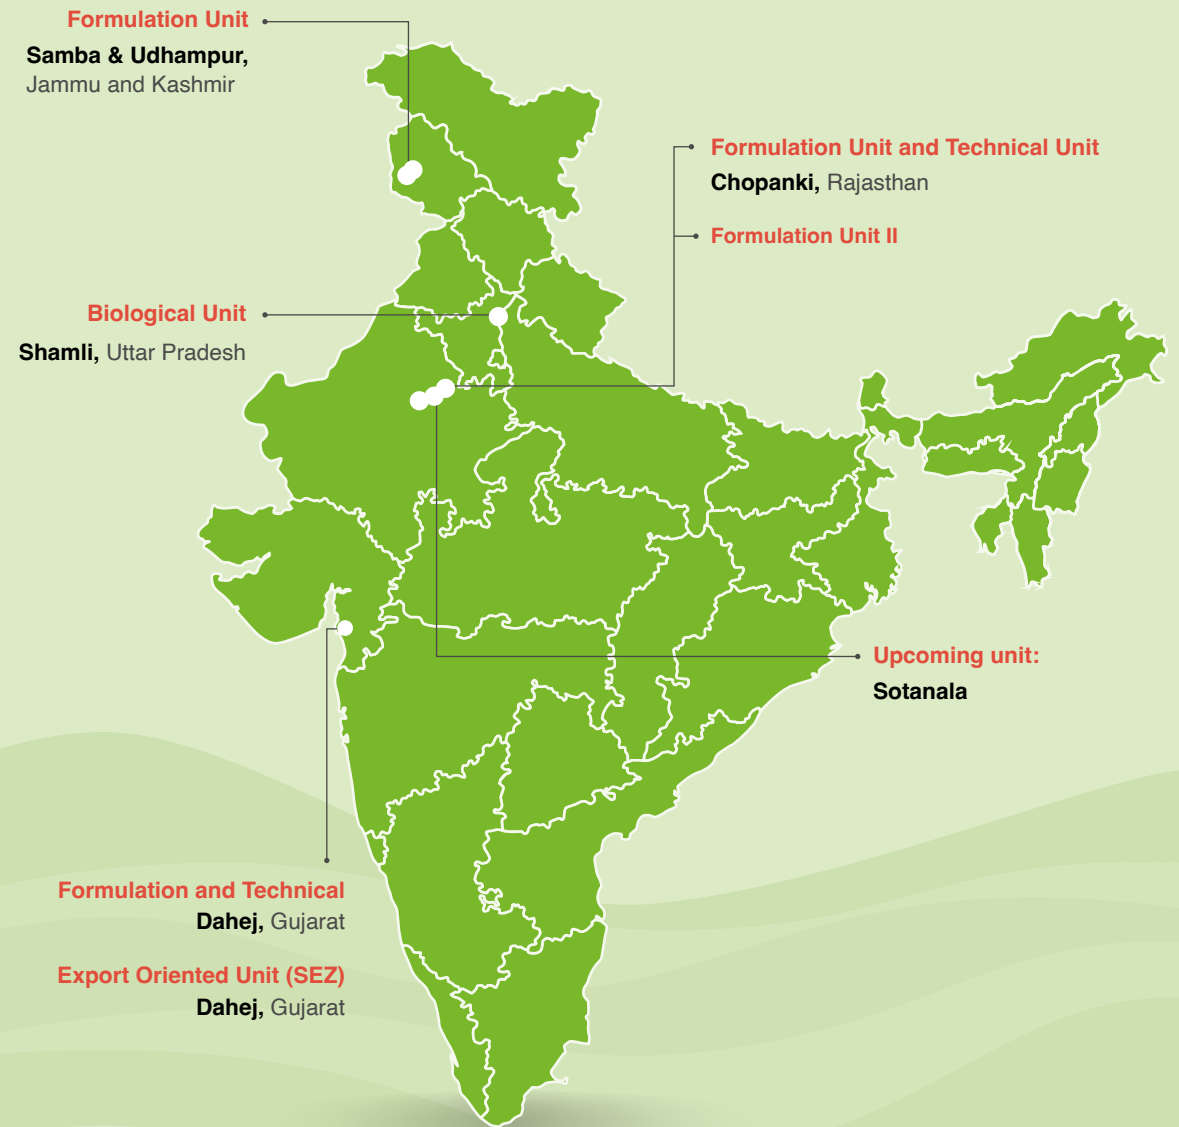 Formulation Unit
Samba & Udhampur,
Jammu and Kashmir
Formulation Unit and Technical Unit
Chopanki, Rajasthan
Formulation Unit II
Biological Unit
Shamli, Uttar Pradesh
Upcoming unit:
Sotanala
Formulation and Technical
Dahej, Gujarat
Export Oriented Unit (SEZ)
Dahej, Gujarat